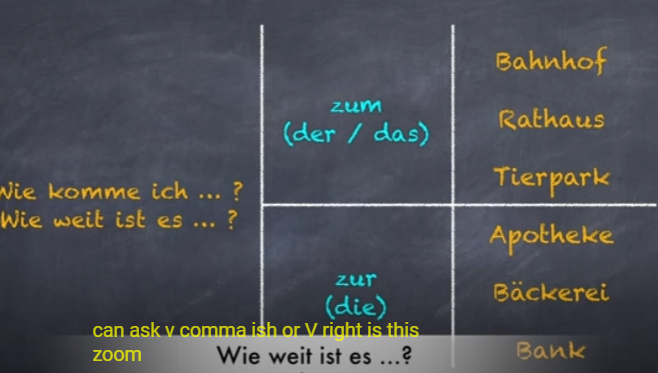 Wie komme ich ... ?
Wie weit ist es ... ?
zum
(der / das)
zur
(die)
Bahnhof
Rathaus
Tierpark
Apotheke
Bäckerei
Bank
can ask v comma ish or V right is this
zoom
Wie weit ist es ...?